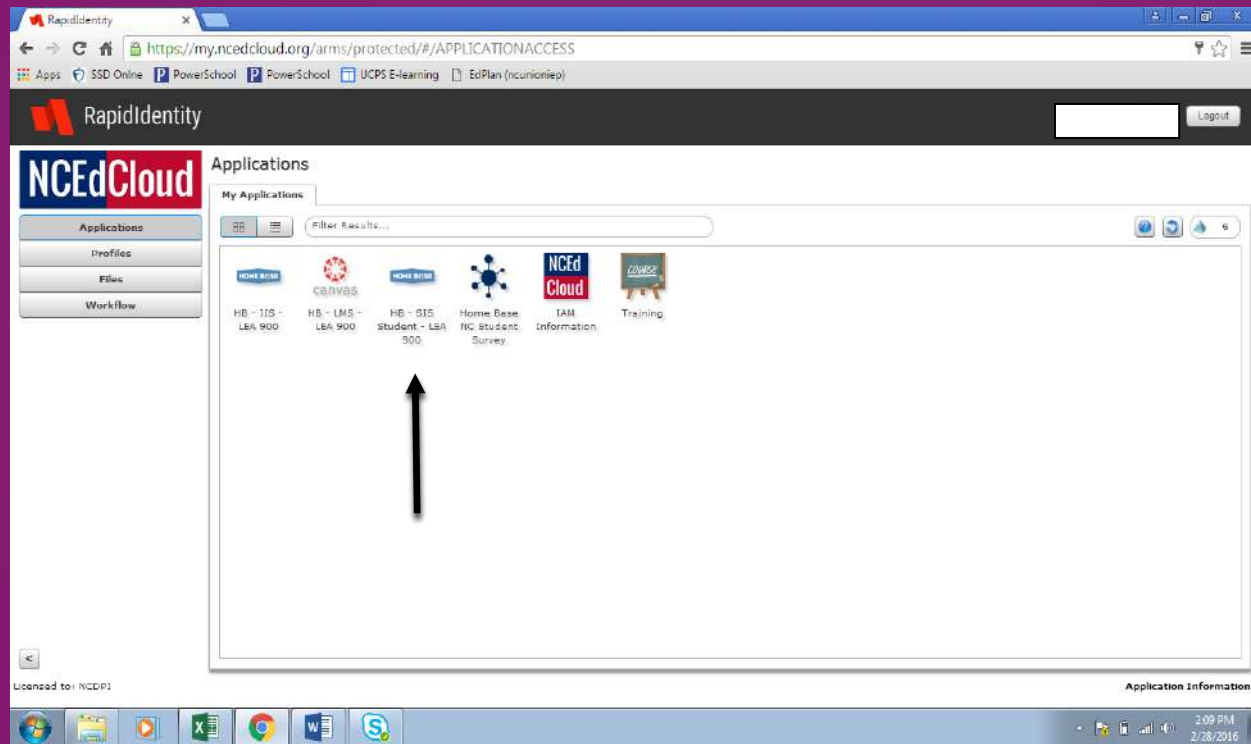 RapidIdentity
https://my.ncedcloud.org/arms/protected/#/APPLICATIONACCESS
Apps SSD Online PowerSchool PowerSchool UCPS E-learning EdPlan (ncunioniep)
RapidIdentity
Logout
NCEdCloud
Applications
Profiles
Files
Workflow
Applications
My Applications
Filter Results...
6
HOME BASE
canvas
HOME BASE
NCEd
Cloud
COURSE
HB - IIS - LEA 900
HB - LMS - LEA 900
HB - SIS Student - LEA 900
Home Base NC Student Survey
IAM Information
Training
<
Licensed to: NCDPI
Application Information
2:09 PM
2/28/2016